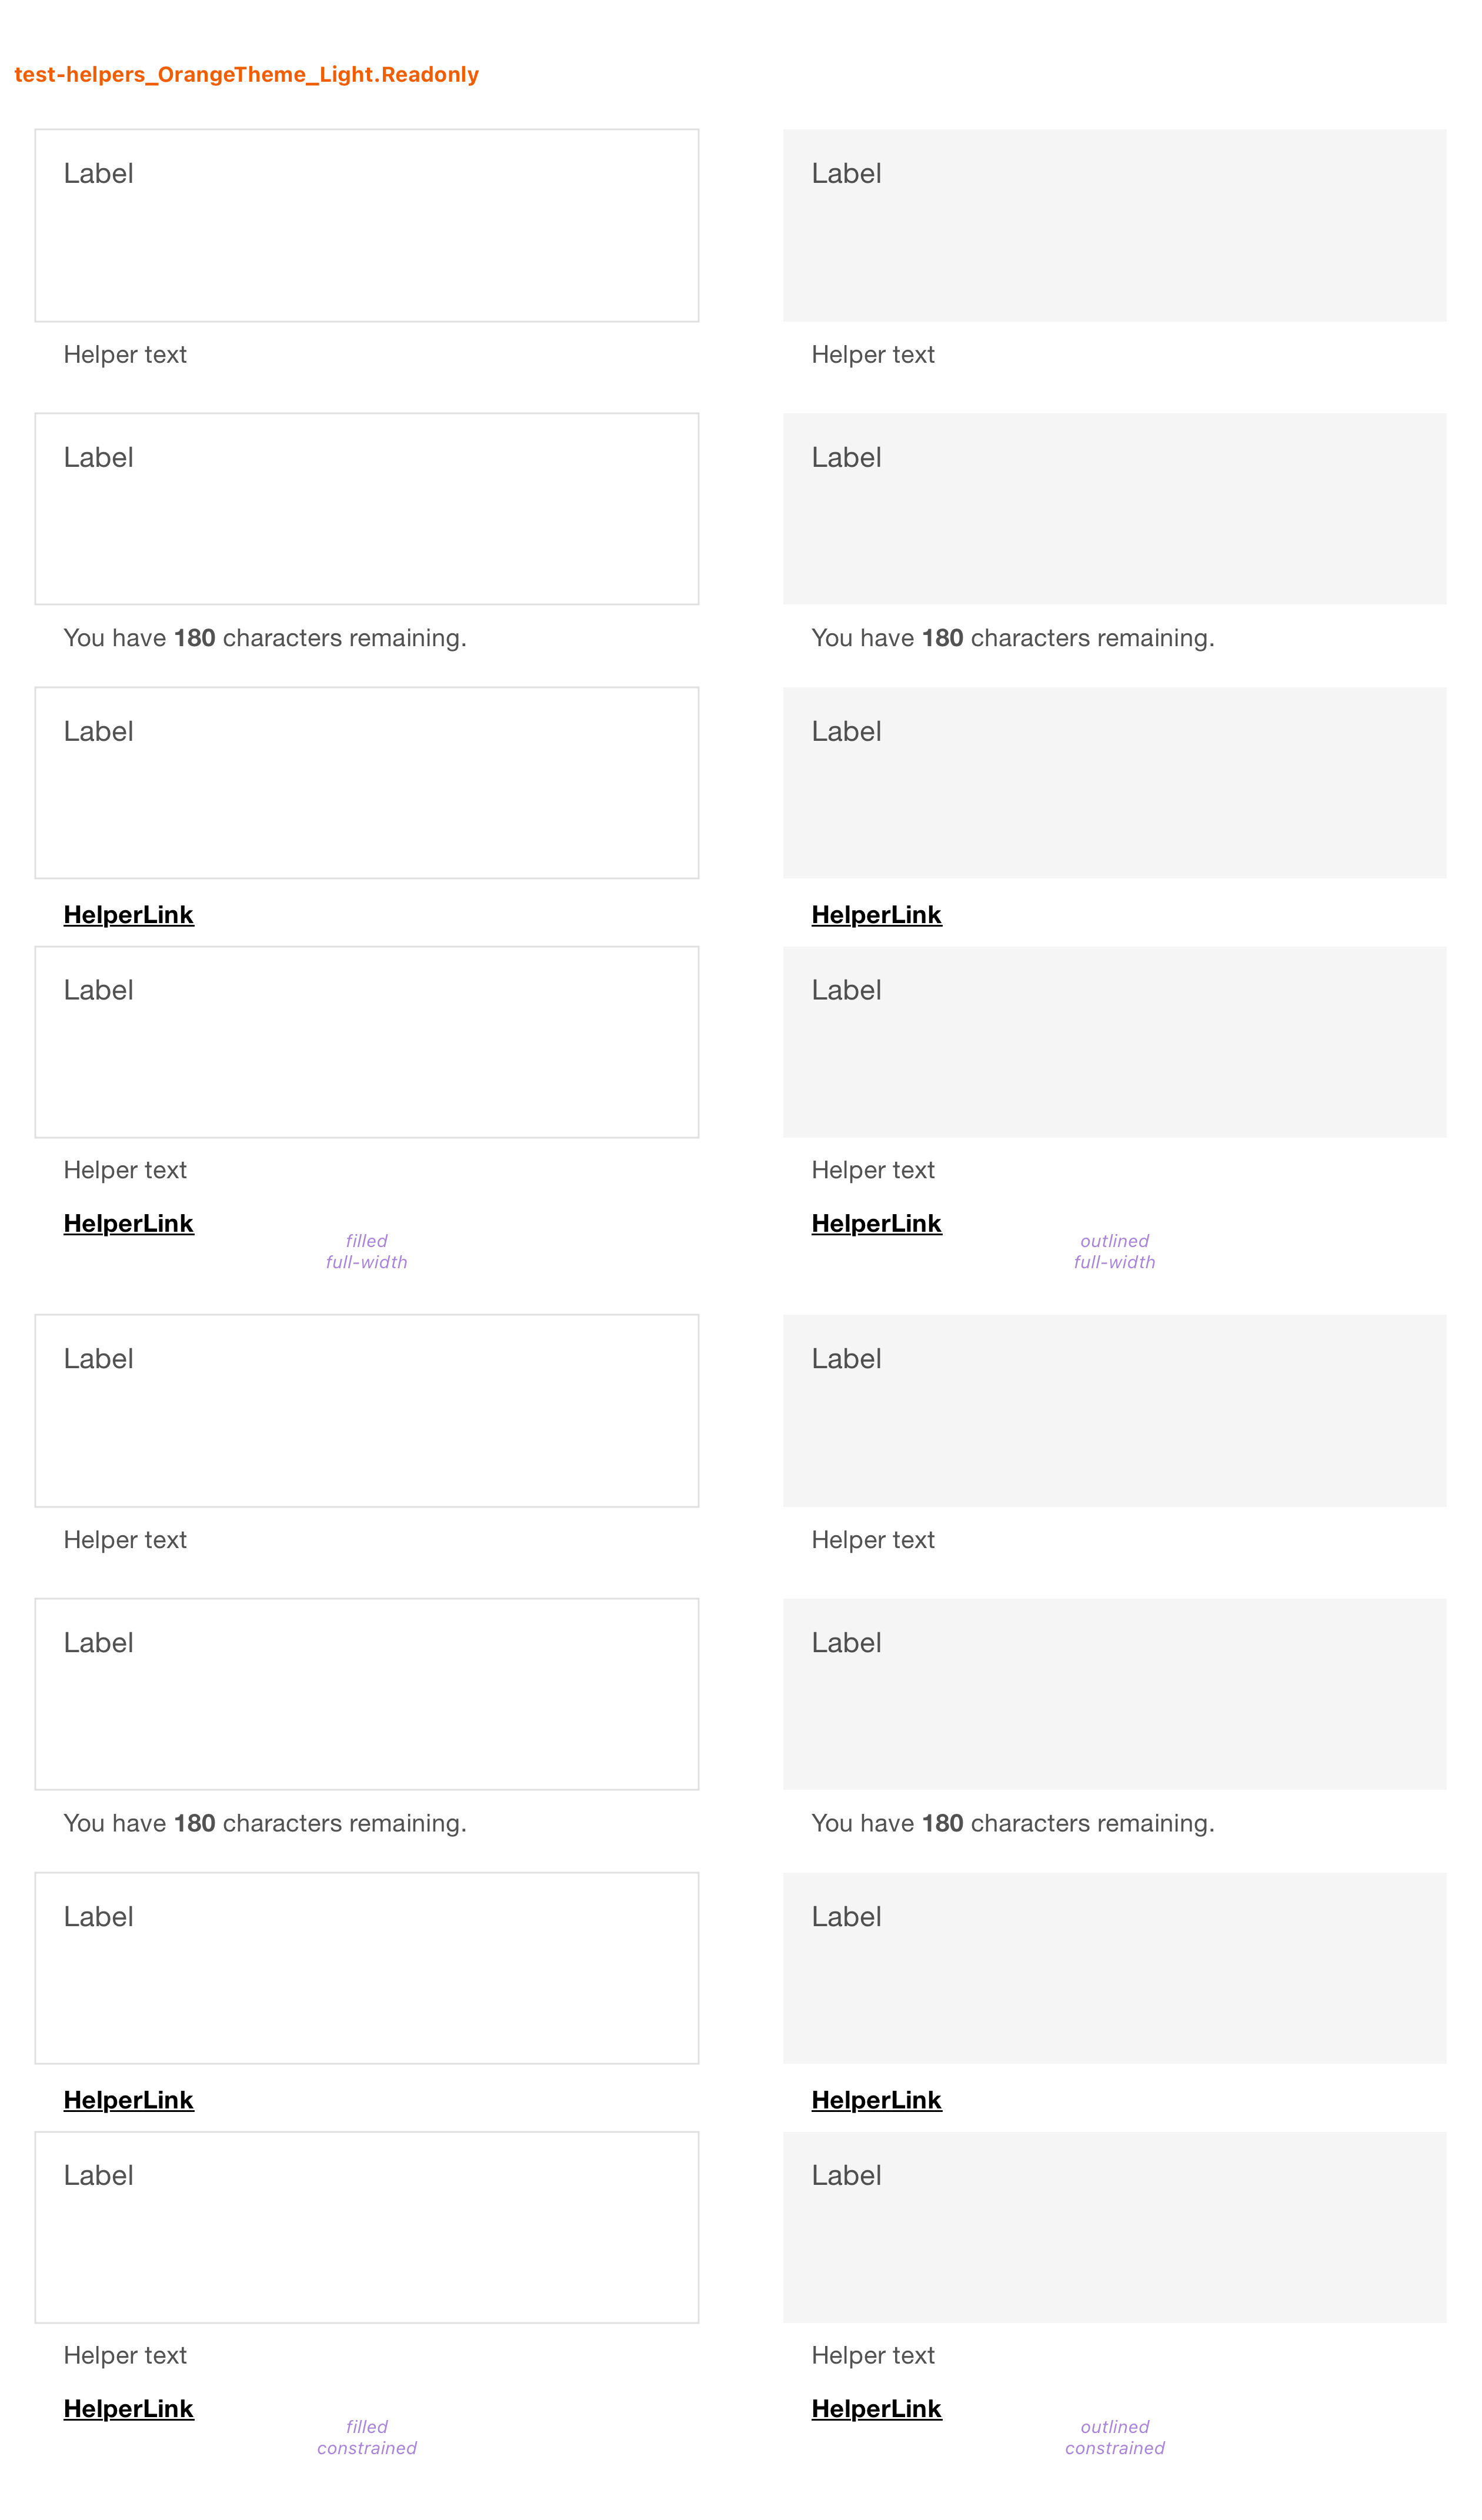 test-helpers_OrangeTheme_Light.Readonly
Label
Label
Helper text
Helper text
Label
Label
You have 180 characters remaining.
You have 180 characters remaining.
Label
Label
HelperLink
HelperLink
Label
Label
Helper text
Helper text
HelperLink
HelperLink
filled
full-width
outlined
full-width
Label
Label
Helper text
Helper text
Label
Label
You have 180 characters remaining.
You have 180 characters remaining.
Label
Label
HelperLink
HelperLink
Label
Label
Helper text
Helper text
HelperLink
HelperLink
filled
constrained
outlined
constrained